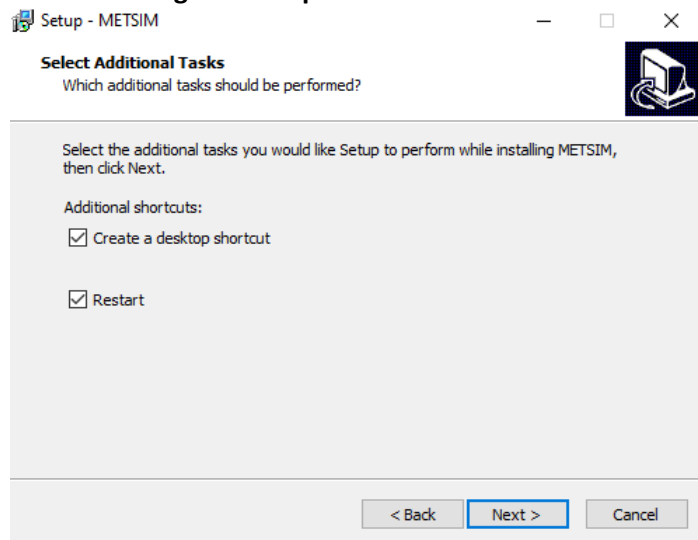 Setup - METSIM
Select Additional Tasks
Which additional tasks should be performed?
Select the additional tasks you would like Setup to perform while installing METSIM,
then click Next.
Additional shortcuts:
Create a desktop shortcut
Restart
< Back Next > Cancel